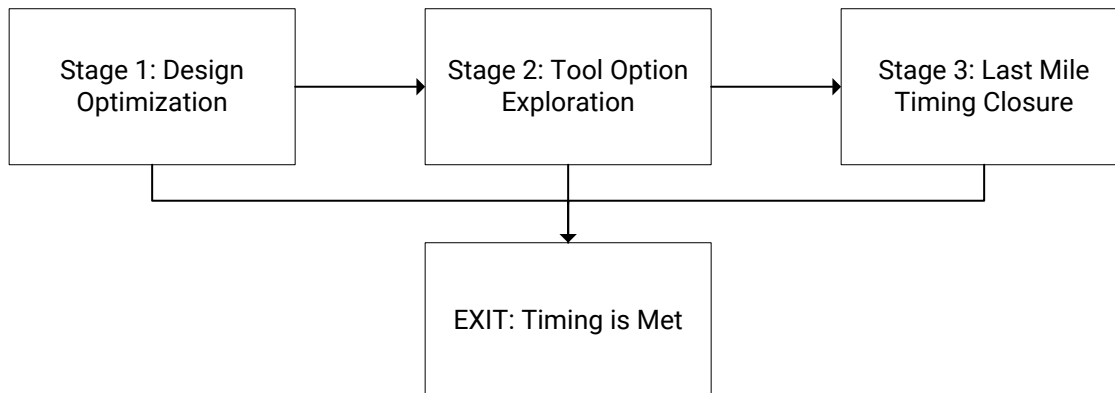 Stage 1: Design
Optimization
Stage 2: Tool Option
Exploration
Stage 3: Last Mile
Timing Closure
EXIT: Timing is Met